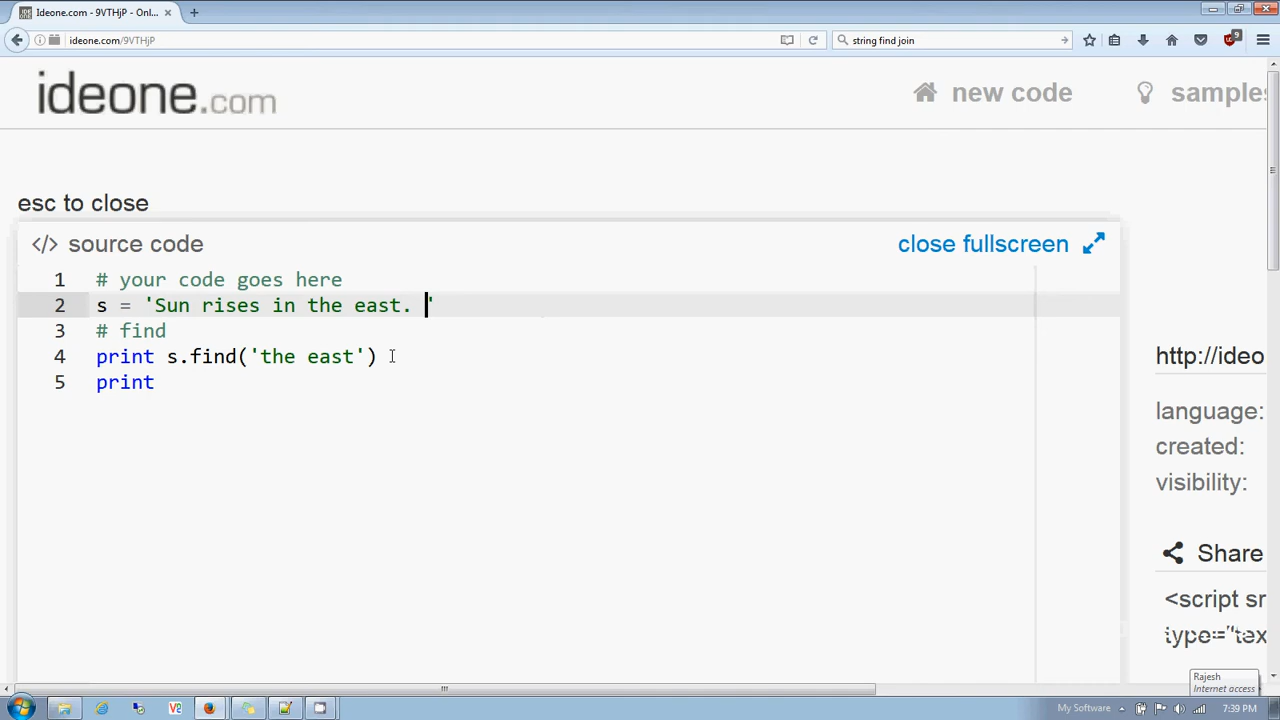 Ideone.com - 9VTHjP - Onl...
ideone.com/9VTHjP
string find join
9
ideone.com
new code
samples
esc to close
</> source code
close fullscreen
1 # your code goes here
2 s = 'Sun rises in the east. '
3 # find
4 print s.find('the east')
5 print
http://ideo
language:
created:
visibility:
Share
<script sr
type="tex
Rajesh
Internet access
My Software
7:39 PM